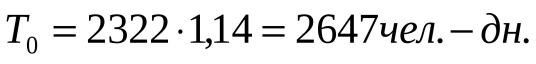 T₀ = 2322 · 1,14 = 2647чел. − дн.